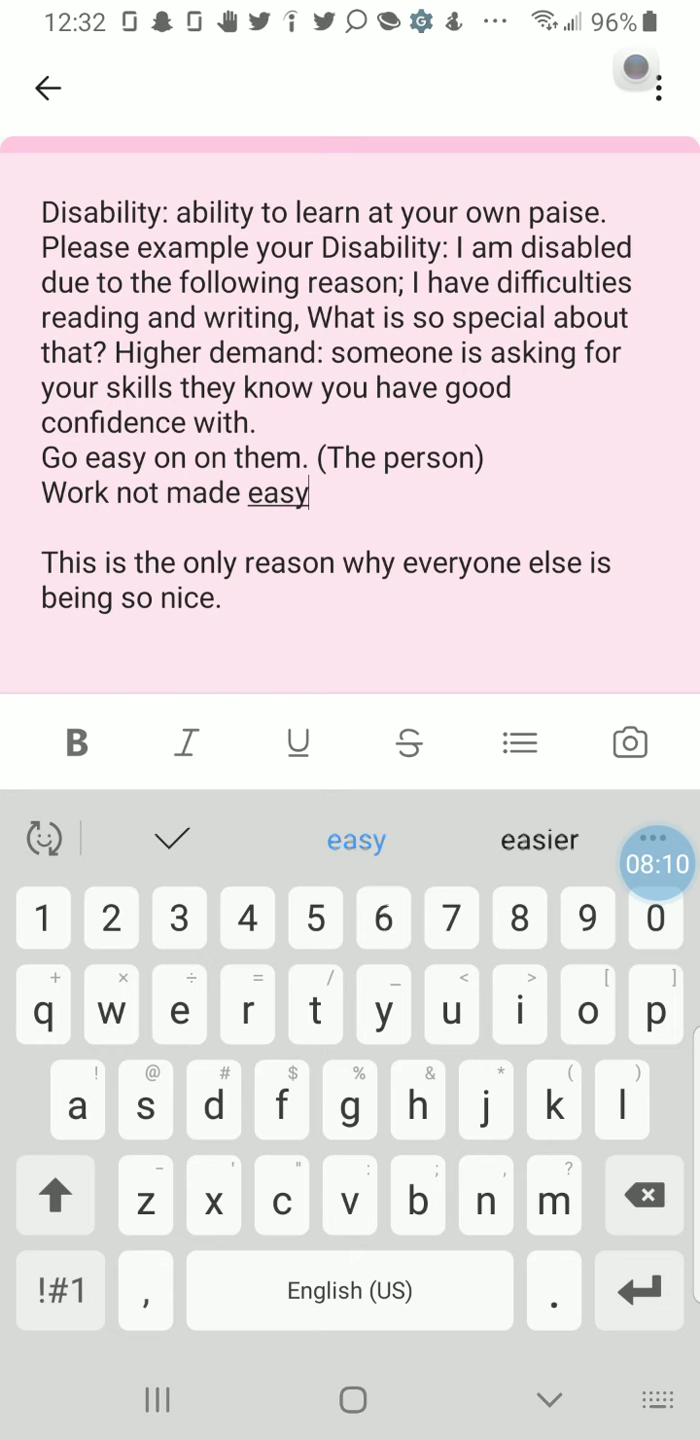 12:32 96%
Disability: ability to learn at your own paise.
Please example your Disability: I am disabled
due to the following reason; I have difficulties
reading and writing, What is so special about
that? Higher demand: someone is asking for
your skills they know you have good
confidence with.
Go easy on on them. (The person)
Work not made easy
This is the only reason why everyone else is
being so nice.
B I U S
easy easier
08:10
1 2 3 4 5 6 7 8 9 0
+ × ÷ = / _ < > [ ]
q w e r t y u i o p
! @ # $ % & * ( )
a s d f g h j k l
- ' " : ; , ?
z x c v b n m
!#1 , English (US) .